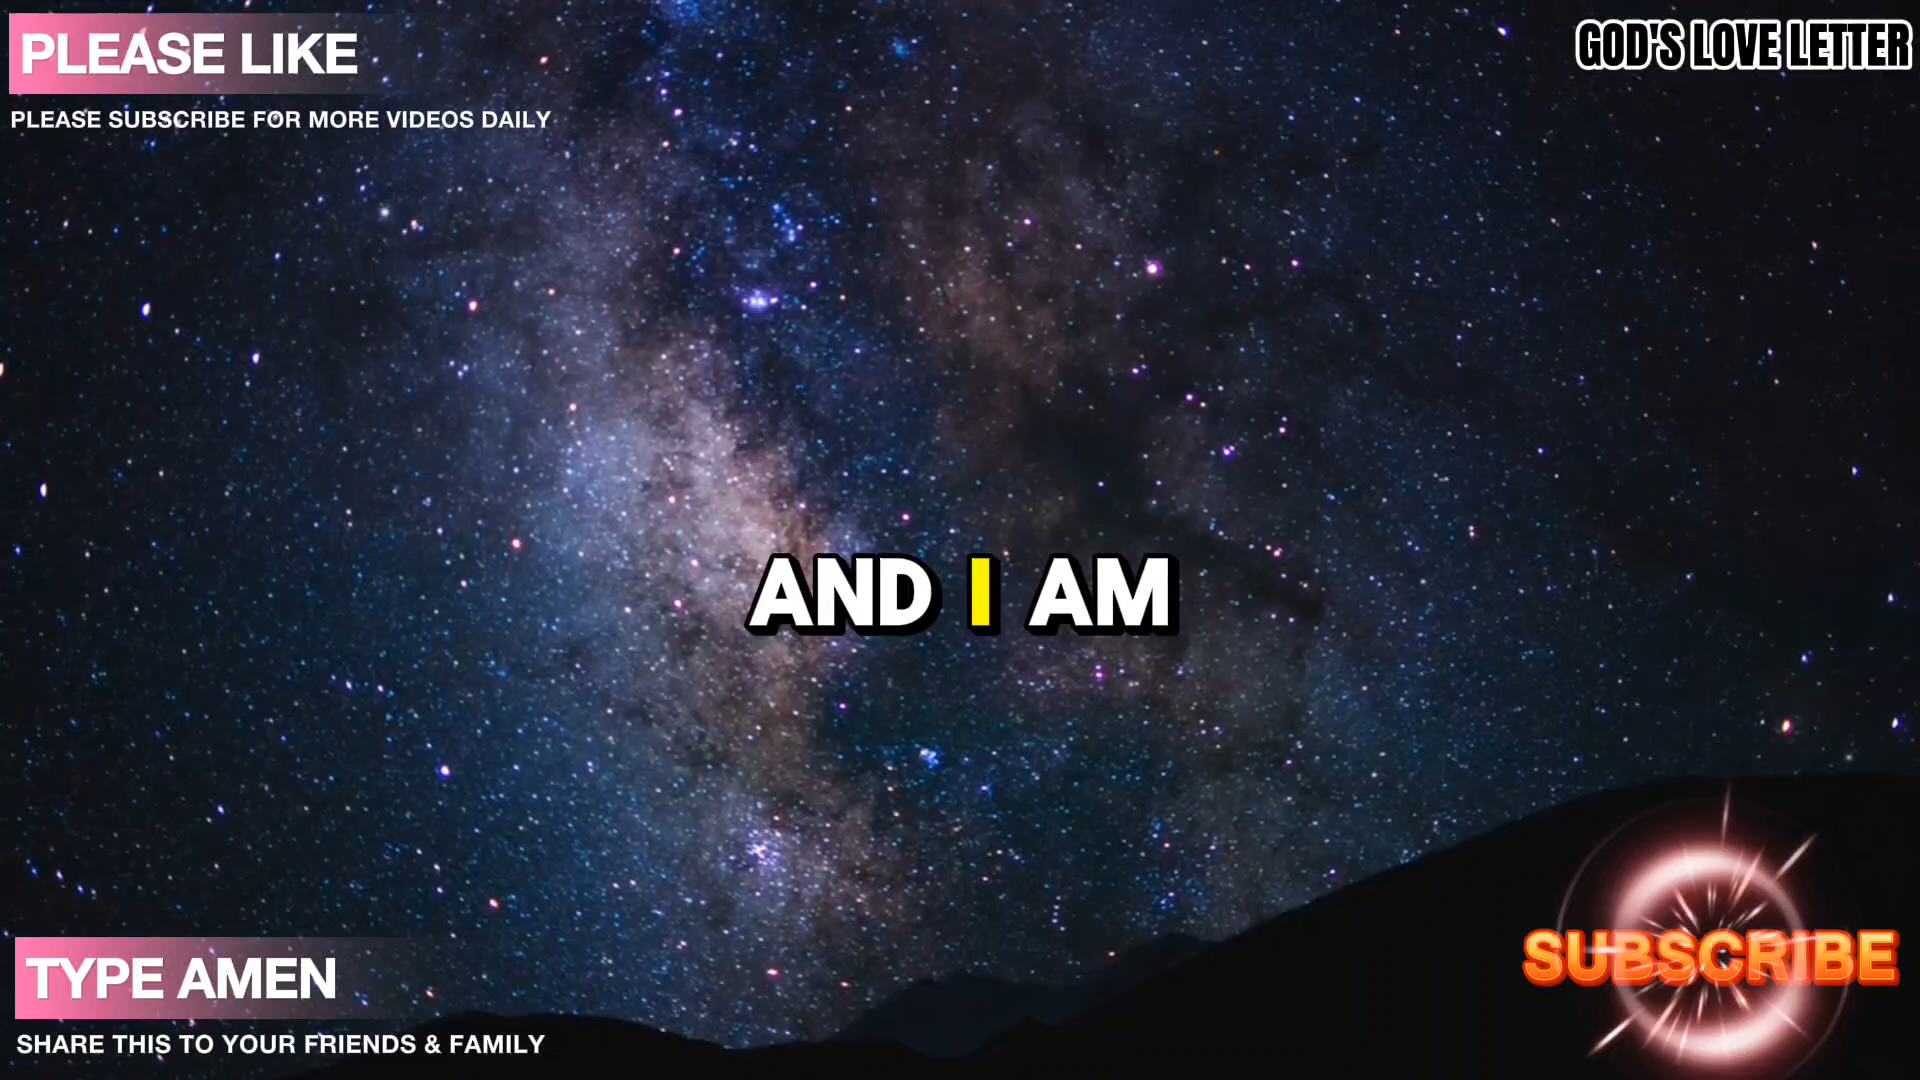 PLEASE LIKE
PLEASE SUBSCRIBE FOR MORE VIDEOS DAILY
GOD'S LOVE LETTER
AND I AM
TYPE AMEN
SHARE THIS TO YOUR FRIENDS & FAMILY
SUBSCRIBE